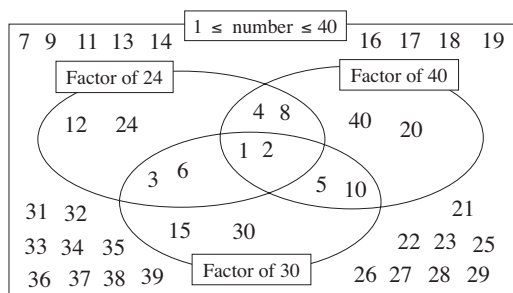 1 ≤ number ≤ 40
7 9 11 13 14 16 17 18 19
Factor of 24 Factor of 40
4 8
12 24 40 20
1 2
3 6 5 10
31 32 15 30 21
33 34 35 22 23 25
36 37 38 39 Factor of 30 26 27 28 29